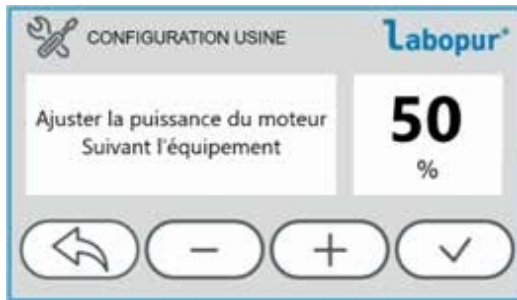 CONFIGURATION USINE
Labopur®
Ajuster la puissance du moteur
Suivant l'équipement
50
%